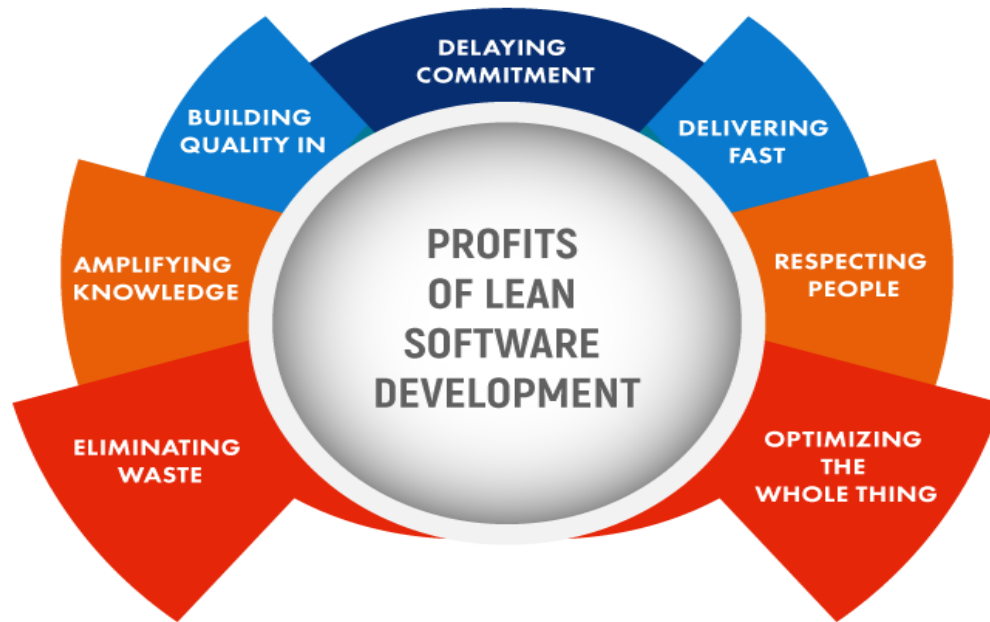 DELAYING
COMMITMENT
BUILDING
QUALITY IN
DELIVERING
FAST
AMPLIFYING
KNOWLEDGE
RESPECTING
PEOPLE
ELIMINATING
WASTE
OPTIMIZING
THE
WHOLE THING
PROFITS
OF LEAN
SOFTWARE
DEVELOPMENT